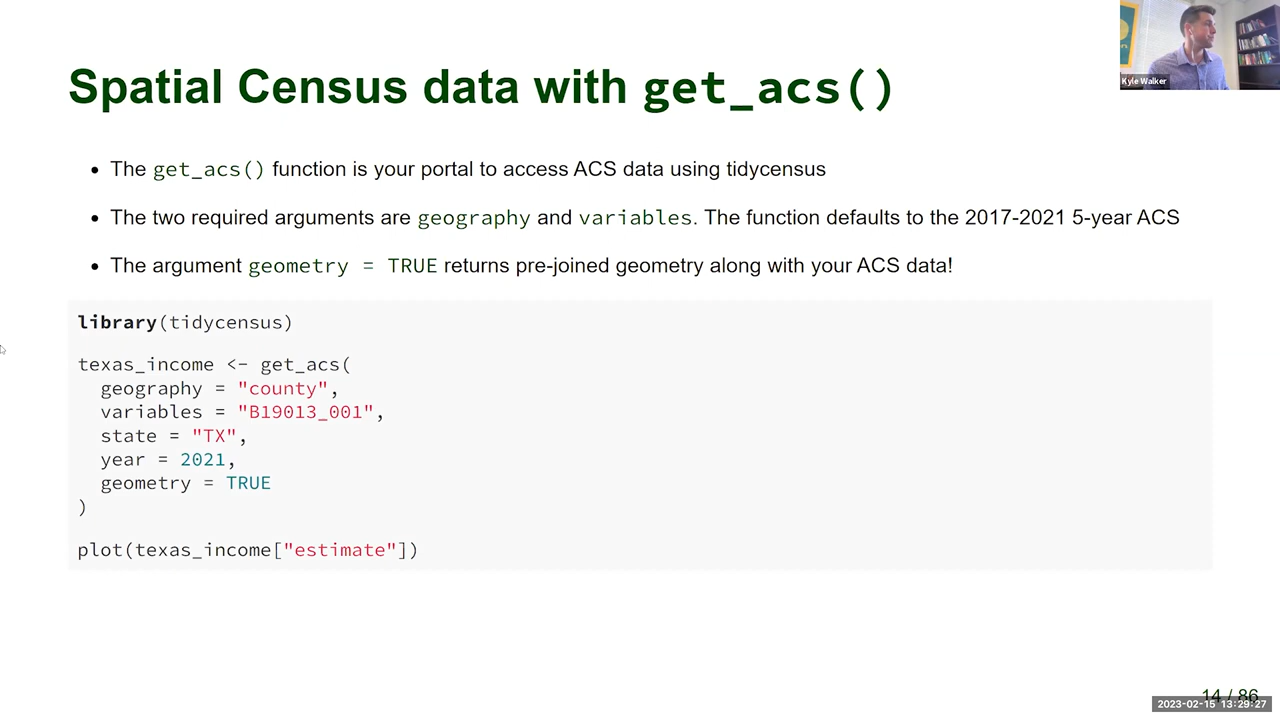 Kyle Walker
Spatial Census data with get_acs()
The get_acs() function is your portal to access ACS data using tidycensus
The two required arguments are geography and variables. The function defaults to the 2017-2021 5-year ACS
The argument geometry = TRUE returns pre-joined geometry along with your ACS data!
library(tidycensus)
texas_income <- get_acs(
  geography = "county",
  variables = "B19013_001",
  state = "TX",
  year = 2021,
  geometry = TRUE
)
plot(texas_income["estimate"])
14 / 86
2023-02-15 13:29:27